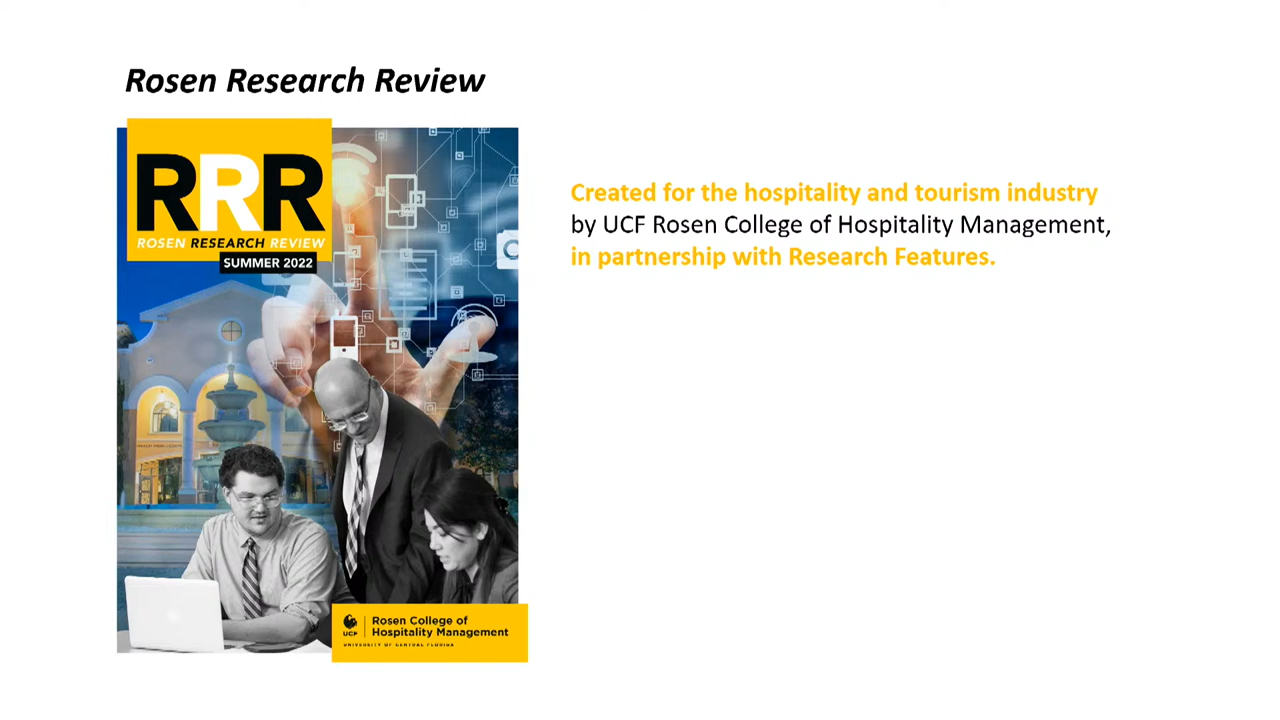 Rosen Research Review
RRR
ROSEN RESEARCH REVIEW
SUMMER 2022
Created for the hospitality and tourism industry
by UCF Rosen College of Hospitality Management,
in partnership with Research Features.
UCF
Rosen College of
Hospitality Management
UNIVERSITY OF CENTRAL FLORIDA